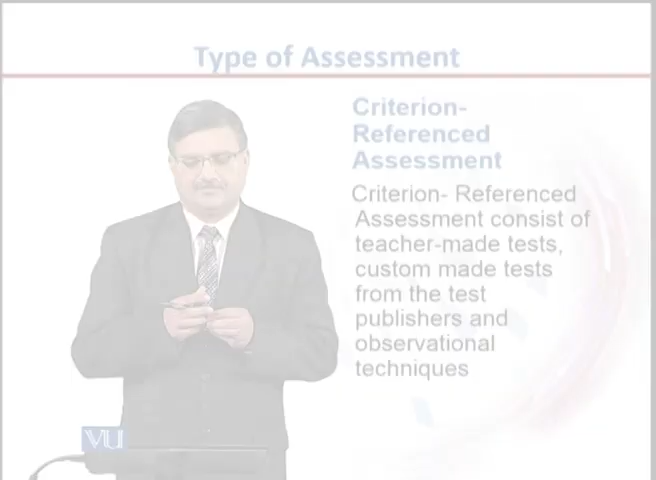 Type of Assessment
Criterion-
Referenced
Assessment
Criterion- Referenced
Assessment consist of
teacher-made tests,
custom made tests
from the test
publishers and
observational
techniques
VU